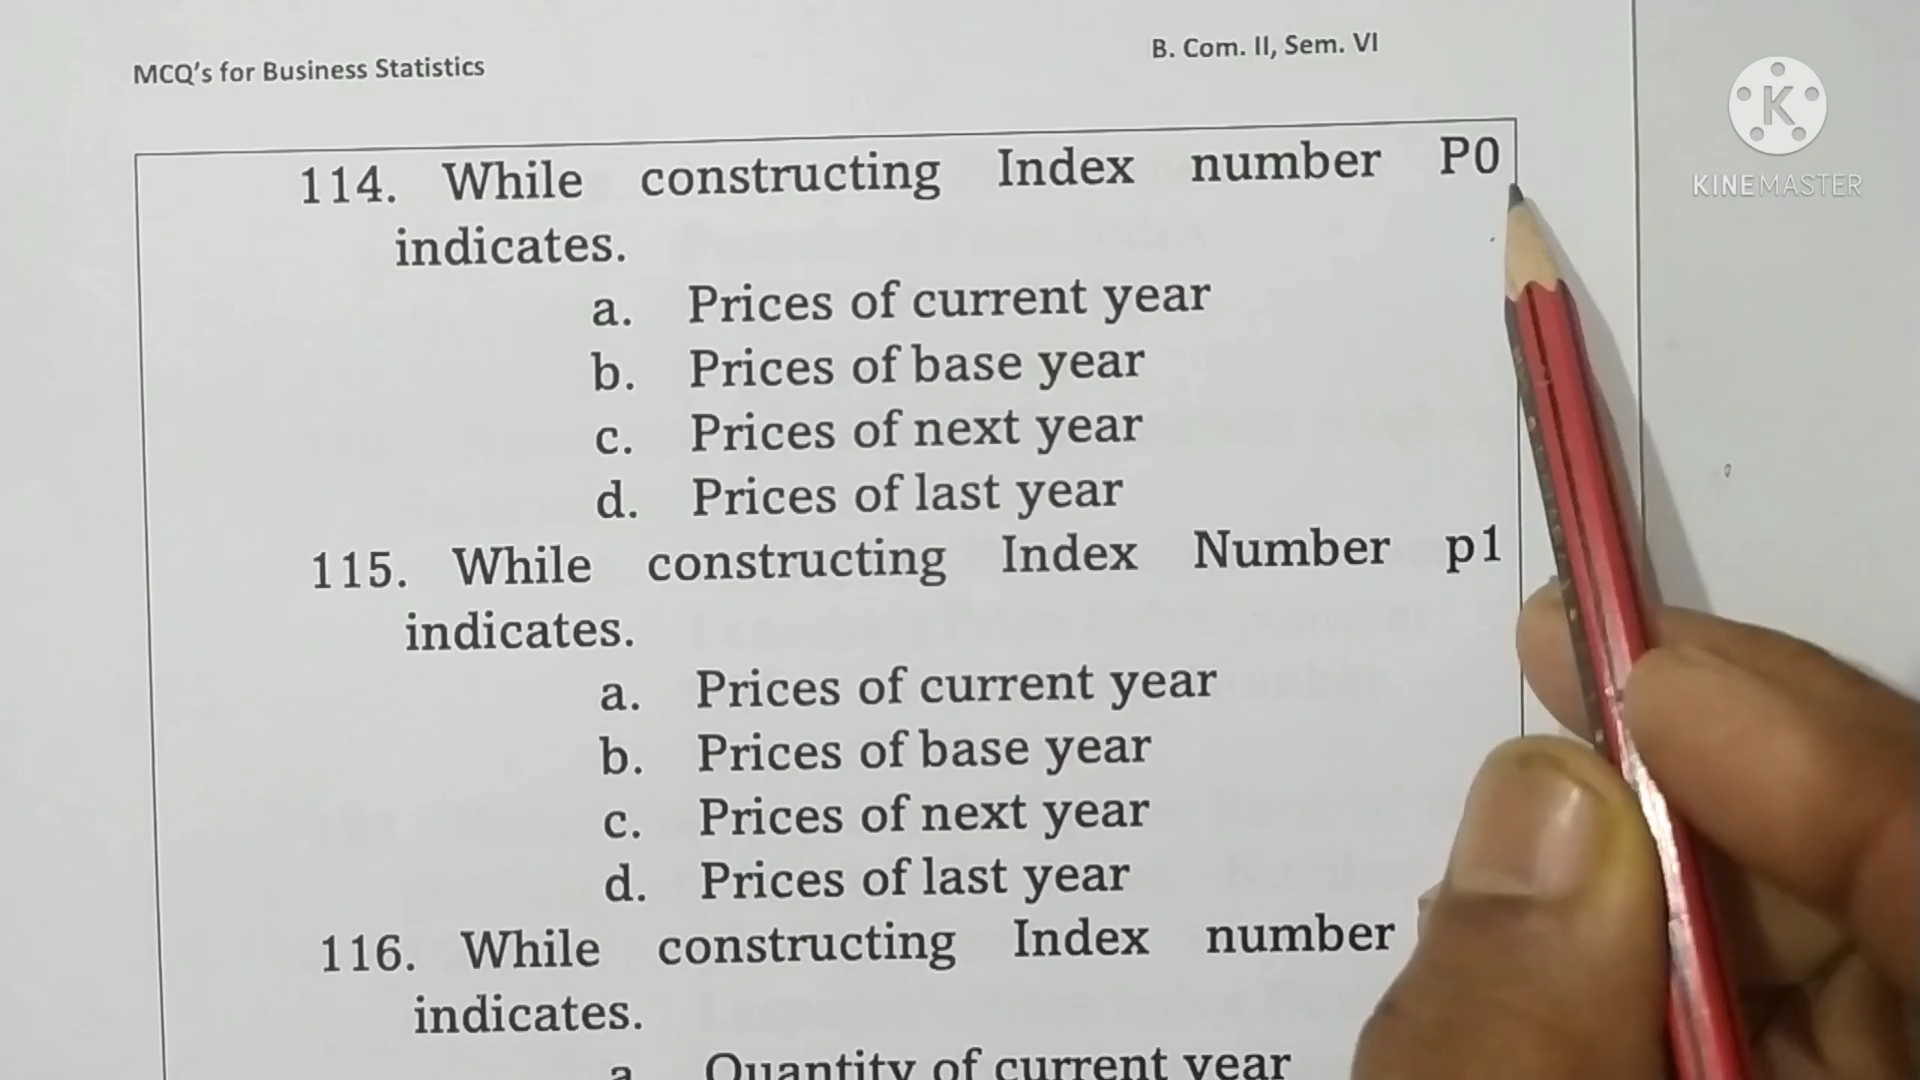 MCQ's for Business Statistics
B. Com. II, Sem. VI
K
KINEMASTER
114. While constructing Index number P0
indicates.
a. Prices of current year
b. Prices of base year
c. Prices of next year
d. Prices of last year
115. While constructing Index Number p1
indicates.
a. Prices of current year
b. Prices of base year
c. Prices of next year
d. Prices of last year
116. While constructing Index number
indicates.
a. Quantity of current year